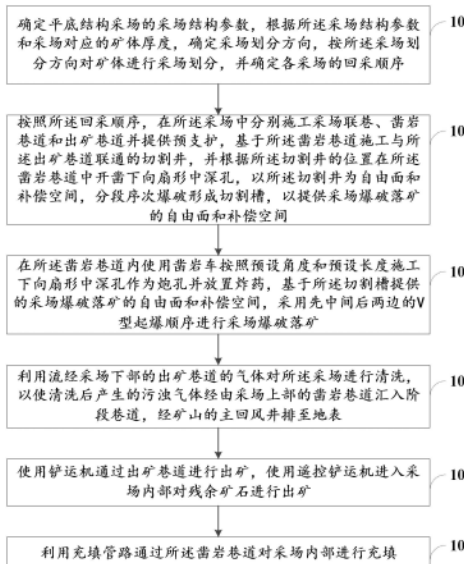 确定平底结构采场的采场结构参数，根据所述采场结构参数
10
和采场对应的矿体厚度，确定采场划分方向，按所述采场划
分方向对矿体进行采场划分，并确定各采场的回采顺序
按照所述回采顺序，在所述采场中分别施工采场联巷、凿岩
10
巷道和出矿巷道并提供预支护，基于所述凿岩巷道施工与所
述出矿巷道联通的切割井，并根据所述切割井的位置在所述
凿岩巷道中开凿下向扇形中深孔，以所述切割井为自由面和
补偿空间，分段序次爆破形成切割槽，以提供采场爆破落矿
的自由面和补偿空间
在所述凿岩巷道内使用凿岩车按照预设角度和预设长度施工
10
下向扇形中深孔作为炮孔并放置炸药，基于所述切割槽提供
的采场爆破落矿的自由面和补偿空间，采用先中间后两边的V
型起爆顺序进行采场爆破落矿
利用流经采场下部的出矿巷道的气体对所述采场进行清洗，
10
以使清洗后产生的污浊气体经由采场上部的凿岩巷道汇入阶
段巷道，经矿山的主回风井排至地表
使用铲运机通过出矿巷道进行出矿，使用遥控铲运机进入采
10
场内部对残余矿石进行出矿
利用充填管路通过所述凿岩巷道对采场内部进行充填
10